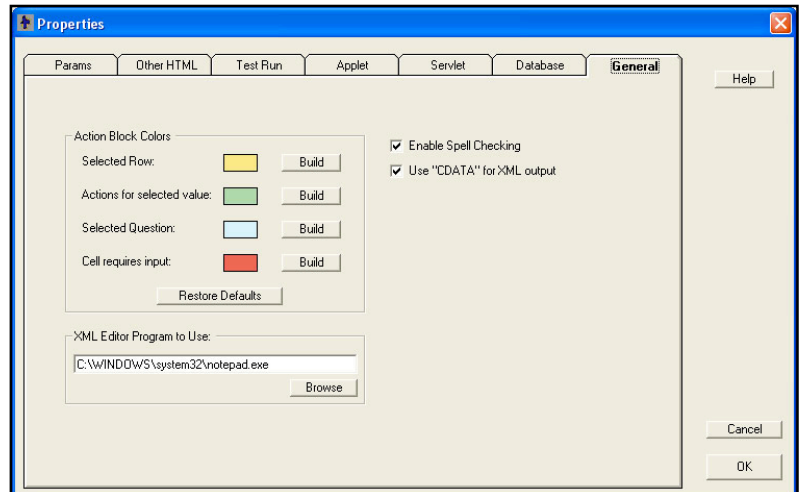 Properties
Params Other HTML Test Run Applet Servlet Database General
Help
Action Block Colors
Selected Row: Build
Actions for selected value: Build
Selected Question: Build
Cell requires input: Build
Restore Defaults
Enable Spell Checking
Use "CDATA" for XML output
XML Editor Program to Use:
C:\WINDOWS\system32\notepad.exe
Browse
Cancel
OK